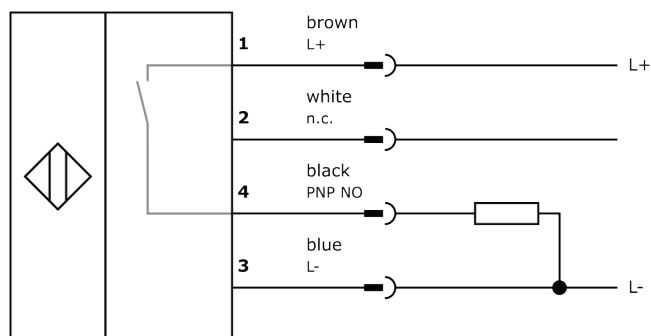 brown
1 L+ L+
white
2 n.c.
black
4 PNP NO
blue
3 L- L-